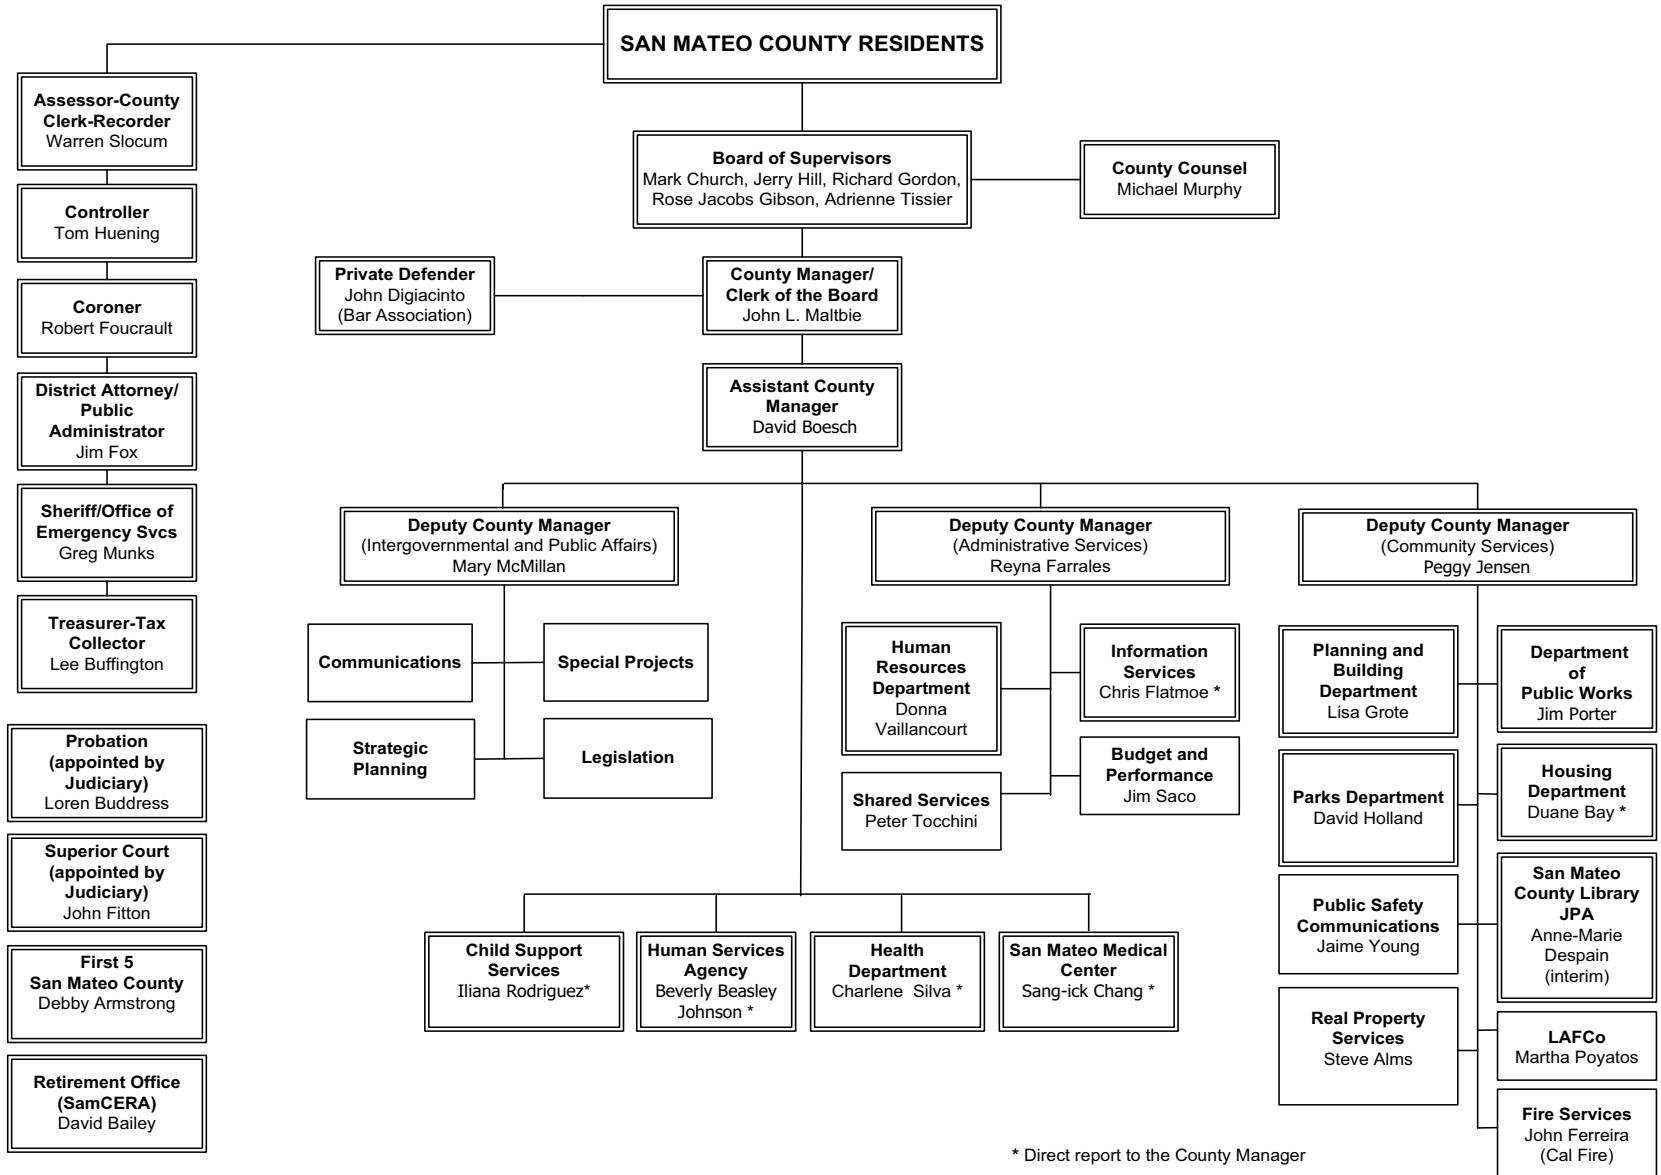 SAN MATEO COUNTY RESIDENTS
Assessor-County
Clerk-Recorder
Warren Slocum
Controller
Tom Huening
Coroner
Robert Foucrault
District Attorney/
Public
Administrator
Jim Fox
Sheriff/Office of
Emergency Svcs
Greg Munks
Treasurer-Tax
Collector
Lee Buffington
Probation
(appointed by
Judiciary)
Loren Buddress
Superior Court
(appointed by
Judiciary)
John Fitton
First 5
San Mateo County
Debby Armstrong
Retirement Office
(SamCERA)
David Bailey
Board of Supervisors
Mark Church, Jerry Hill, Richard Gordon,
Rose Jacobs Gibson, Adrienne Tissier
County Counsel
Michael Murphy
Private Defender
John Digiacinto
(Bar Association)
County Manager/
Clerk of the Board
John L. Maltbie
Assistant County
Manager
David Boesch
Deputy County Manager
(Intergovernmental and Public Affairs)
Mary McMillan
Communications
Special Projects
Strategic
Planning
Legislation
Deputy County Manager
(Administrative Services)
Reyna Farrales
Human
Resources
Department
Donna
Vaillancourt
Information
Services
Chris Flatmoe *
Shared Services
Peter Tocchini
Budget and
Performance
Jim Saco
Deputy County Manager
(Community Services)
Peggy Jensen
Planning and
Building
Department
Lisa Grote
Department
of
Public Works
Jim Porter
Parks Department
David Holland
Housing
Department
Duane Bay *
Public Safety
Communications
Jaime Young
San Mateo
County Library
JPA
Anne-Marie
Despain
(interim)
Real Property
Services
Steve Alms
LAFCo
Martha Poyatos
Fire Services
John Ferreira
(Cal Fire)
Child Support
Services
Iliana Rodriguez*
Human Services
Agency
Beverly Beasley
Johnson *
Health
Department
Charlene Silva *
San Mateo Medical
Center
Sang-ick Chang *
* Direct report to the County Manager